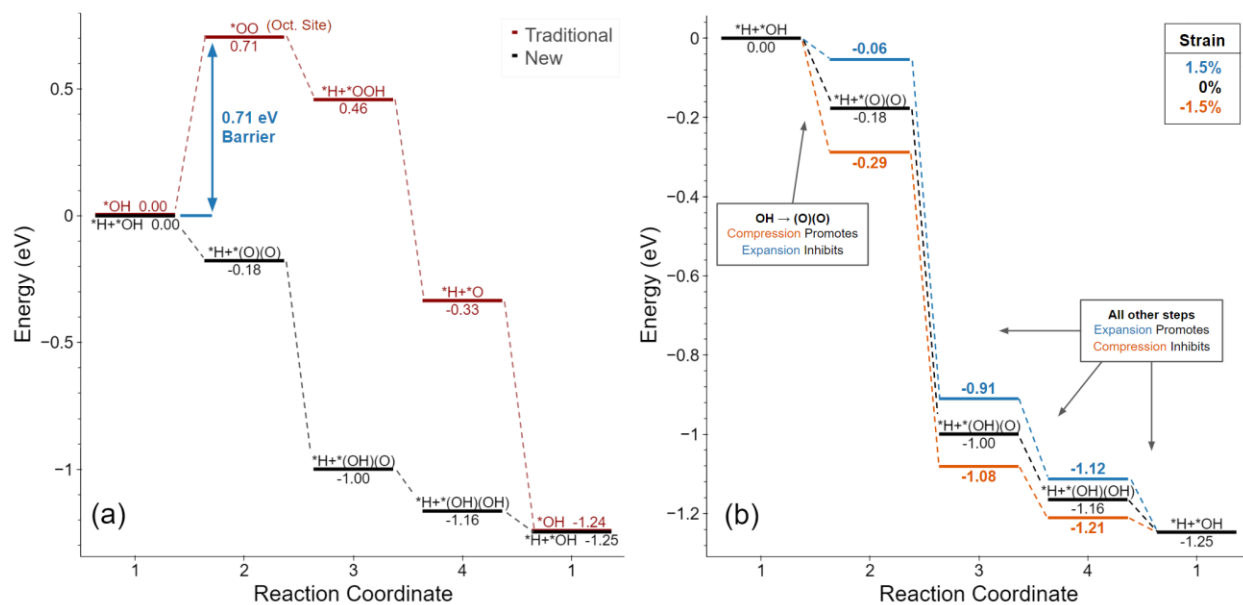 *OO (Oct. Site)
0.71
Traditional
New
0.5
*H+*OOH
0.46
0.71 eV
Barrier
*OH 0.00
0
*H+*OH 0.00
*H+*(O)(O)
-0.18
*H+*O
-0.33
−0.5
Energy (eV)
−1
*H+*(OH)(O)
-1.00
*H+*(OH)(OH)
-1.16
*OH -1.24
*H+*OH -1.25
(a)
1 2 3 4 1
Reaction Coordinate
0
*H+*OH
0.00
-0.06
*H+*(O)(O)
-0.18
-0.29
Strain
1.5%
0%
-1.5%
−0.2
−0.4
OH → (O)(O)
Compression Promotes
Expansion Inhibits
−0.6
Energy (eV)
All other steps
Expansion Promotes
Compression Inhibits
−0.8
-0.91
−1
*H+*(OH)(O)
-1.00
-1.08
-1.12
*H+*(OH)(OH)
-1.16
-1.21
−1.2
*H+*OH
-1.25
(b)
1 2 3 4 1
Reaction Coordinate